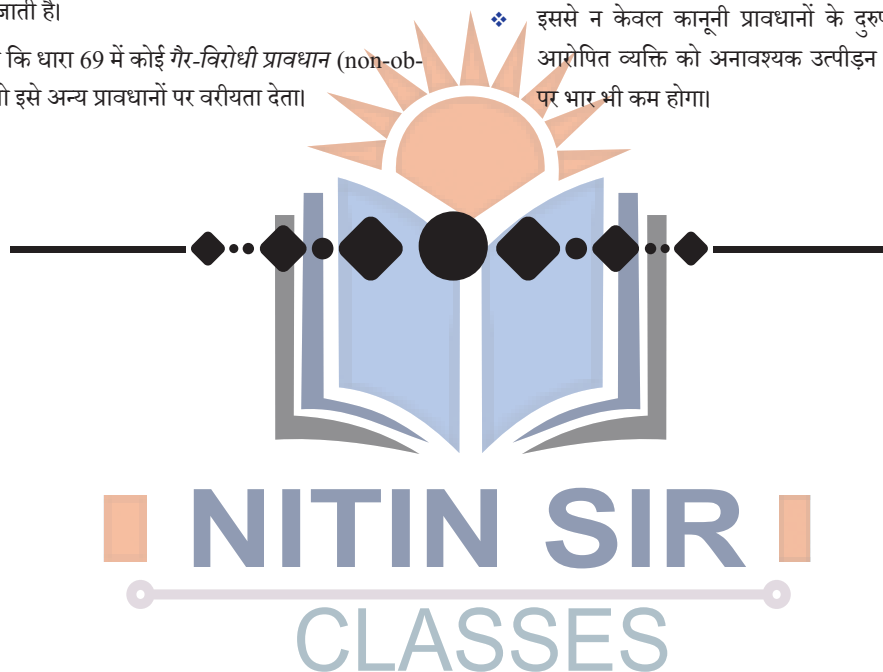 जाती है।
कि धारा 69 में कोई गैर-विरोधी प्रावधान (non-ob-
इसे अन्य प्रावधानों पर वरीयता देता।
❖ इससे न केवल कानूनी प्रावधानों के
आरोपित व्यक्ति को अनावश्यक उत्पीड़न
पर भार भी कम होगा।
NITIN SIR
CLASSES